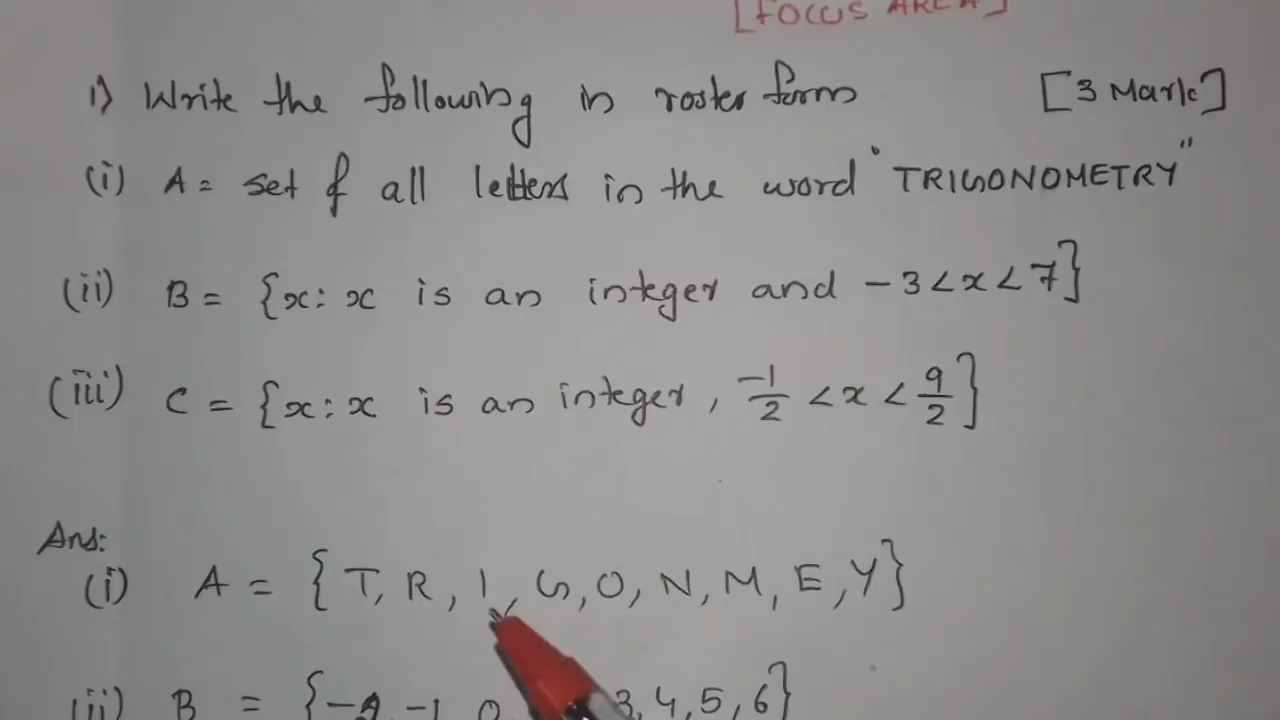 [FOCUS AREA]
1) Write the following in roster form [3 Mark]
(i) A = set of all letters in the word "TRIGONOMETRY"
(ii) B = {x: x is an integer and -3 < x < 7}
(iii) C = {x: x is an integer, -1/2 < x < 9/2}
Ans:
(i) A = {T, R, I, G, O, N, M, E, Y}
(ii) B = {-2, -1, 0, 3, 4, 5, 6}